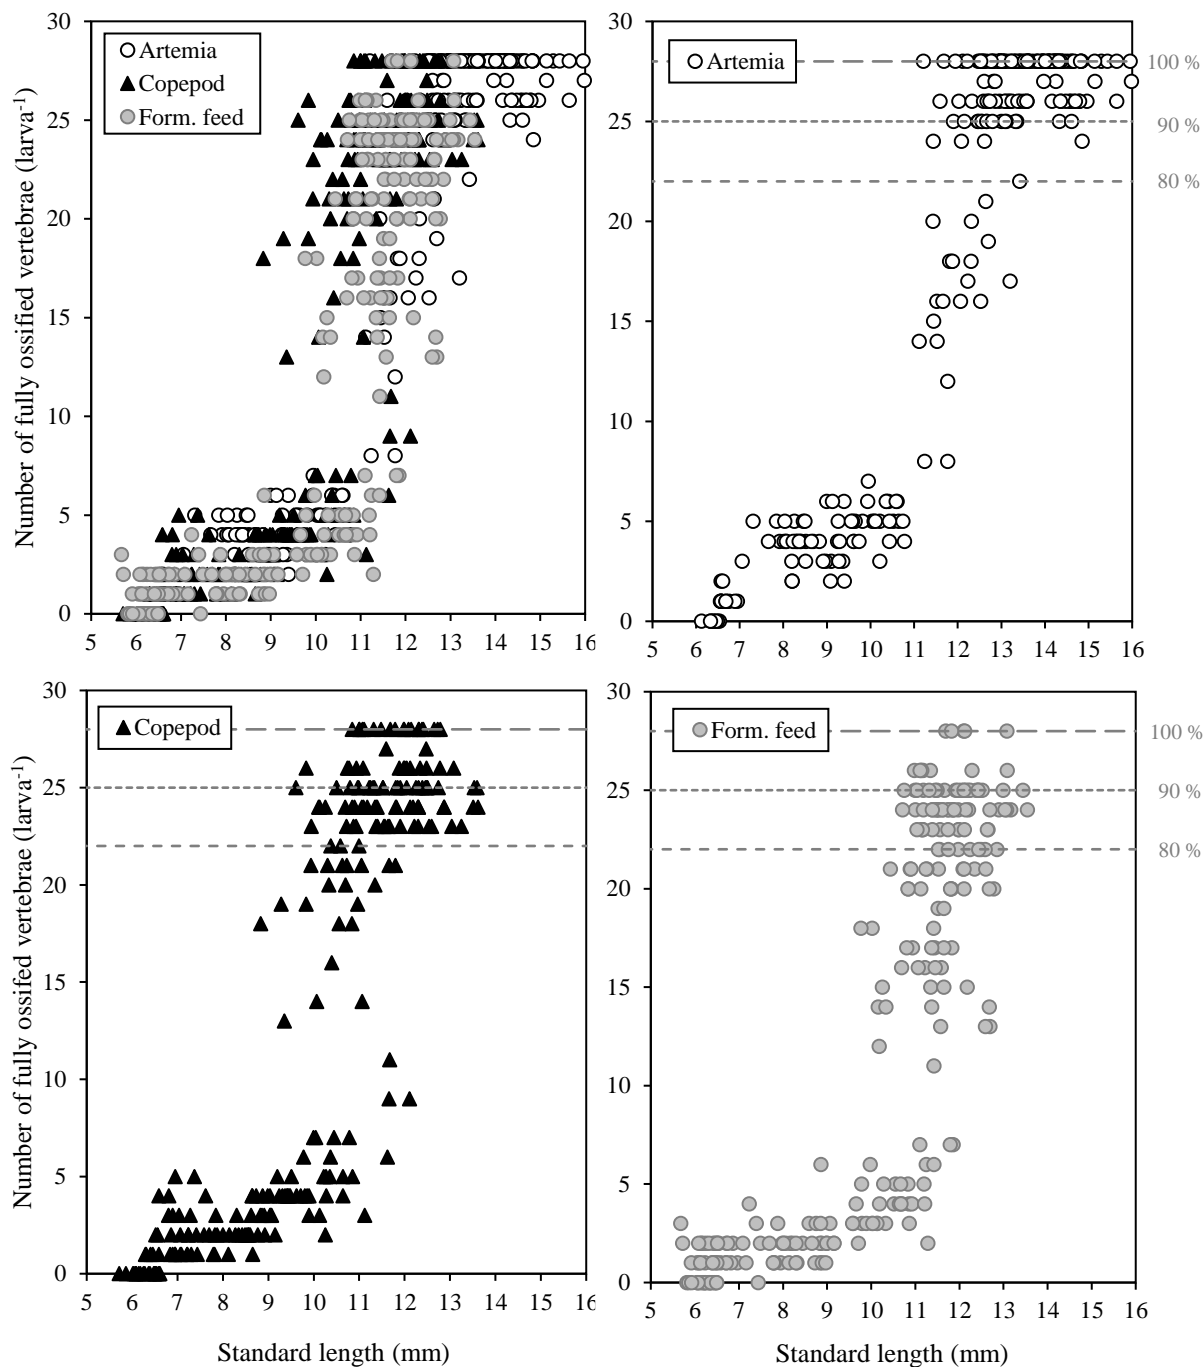 30
25
20
15
10
5
0
Number of fully ossified vertebrae (larva⁻¹)
Artemia
Copepod
Form. feed
5 6 7 8 9 10 11 12 13 14 15 16
30
25
20
15
10
5
0
Artemia
100 %
90 %
80 %
5 6 7 8 9 10 11 12 13 14 15 16
30
25
20
15
10
5
0
Number of fully ossifed vertebrae (larva⁻¹)
Copepod
5 6 7 8 9 10 11 12 13 14 15 16
Standard length (mm)
30
25
20
15
10
5
0
Form. feed
100 %
90 %
80 %
5 6 7 8 9 10 11 12 13 14 15 16
Standard length (mm)